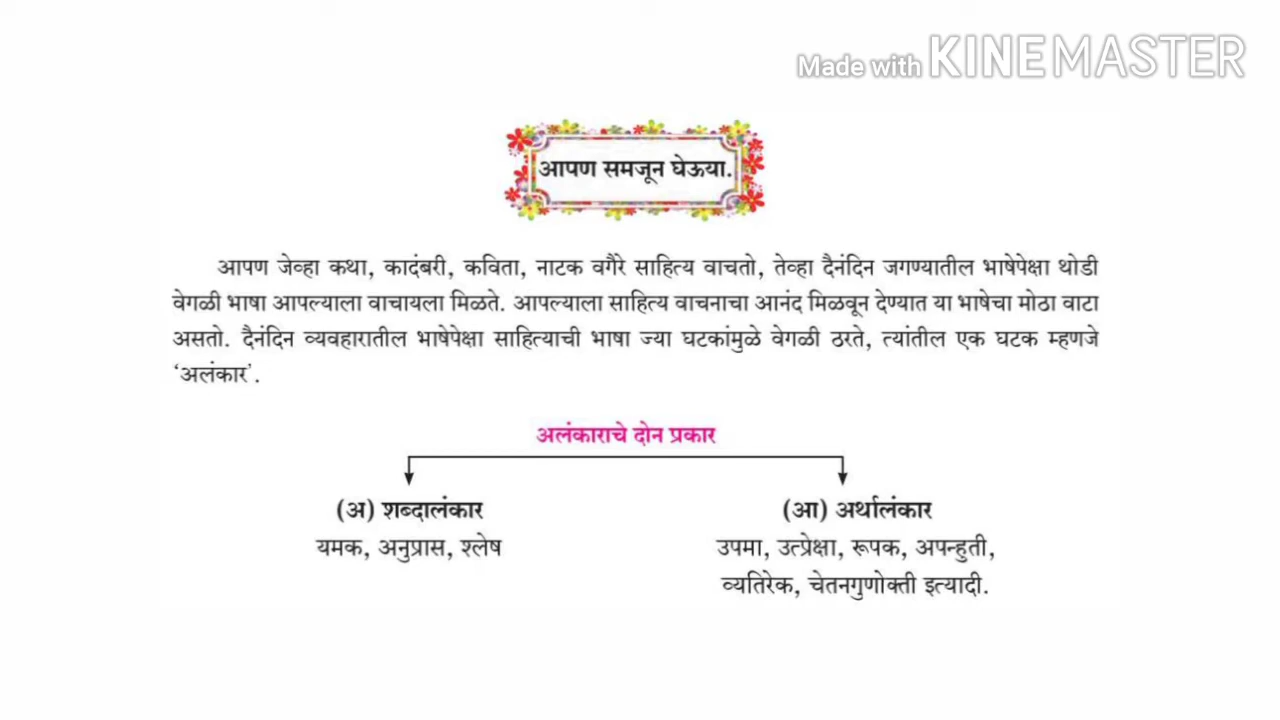 Made with KINEMASTER
आपण समजून घेऊया.
आपण जेव्हा कथा, कादंबरी, कविता, नाटक वगैरे साहित्य वाचतो, तेव्हा दैनंदिन जगण्यातील भाषेपेक्षा थोडी
वेगळी भाषा आपल्याला वाचायला मिळते. आपल्याला साहित्य वाचनाचा आनंद मिळवून देण्यात या भाषेचा मोठा वाटा
असतो. दैनंदिन व्यवहारातील भाषेपेक्षा साहित्याची भाषा ज्या घटकांमुळे वेगळी ठरते, त्यांतील एक घटक म्हणजे
‘अलंकार’.
अलंकाराचे दोन प्रकार
(अ) शब्दालंकार
यमक, अनुप्रास, श्लेष
(आ) अर्थालंकार
उपमा, उत्प्रेक्षा, रूपक, अपन्हुती,
व्यतिरेक, चेतनगुणोक्ती इत्यादी.